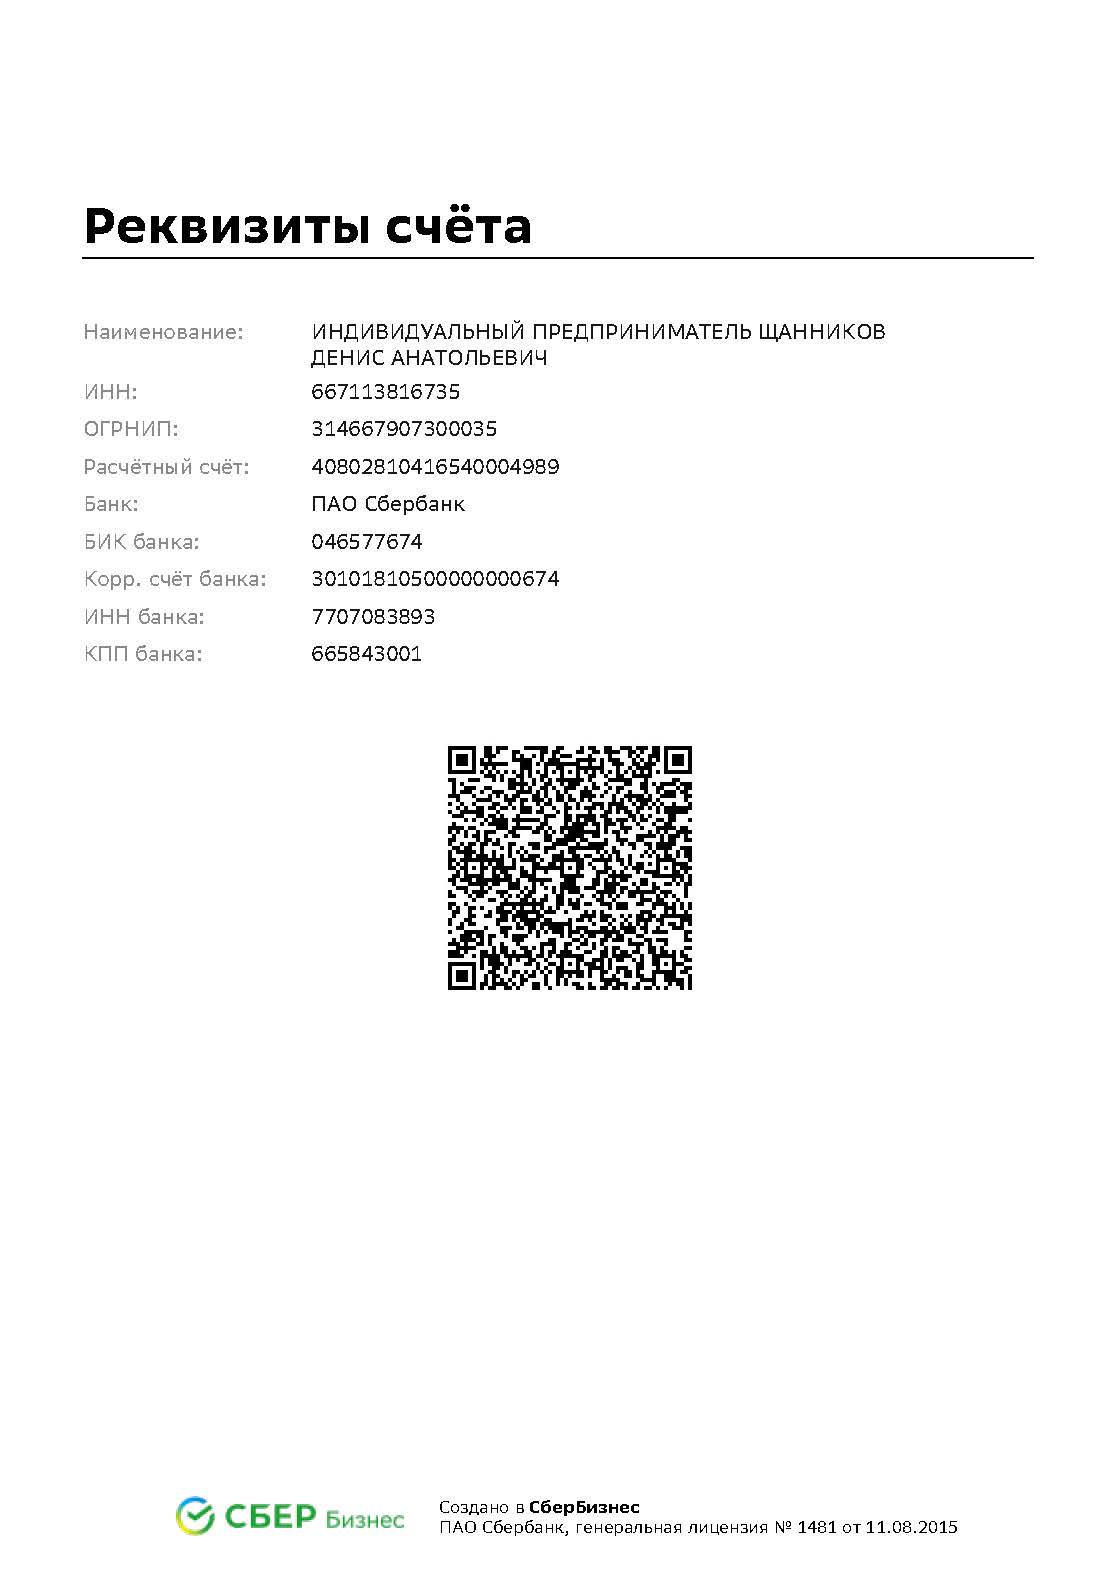 Реквизиты счёта
Наименование: ИНДИВИДУАЛЬНЫЙ ПРЕДПРИНИМАТЕЛЬ ЩАННИКОВ
ДЕНИС АНАТОЛЬЕВИЧ
ИНН: 667113816735
ОГРНИП: 314667907300035
Расчётный счёт: 40802810416540004989
Банк: ПАО Сбербанк
БИК банка: 046577674
Корр. счёт банка: 30101810500000000674
ИНН банка: 7707083893
КПП банка: 665843001
СБЕР Бизнес
Создано в СберБизнес
ПАО Сбербанк, генеральная лицензия № 1481 от 11.08.2015